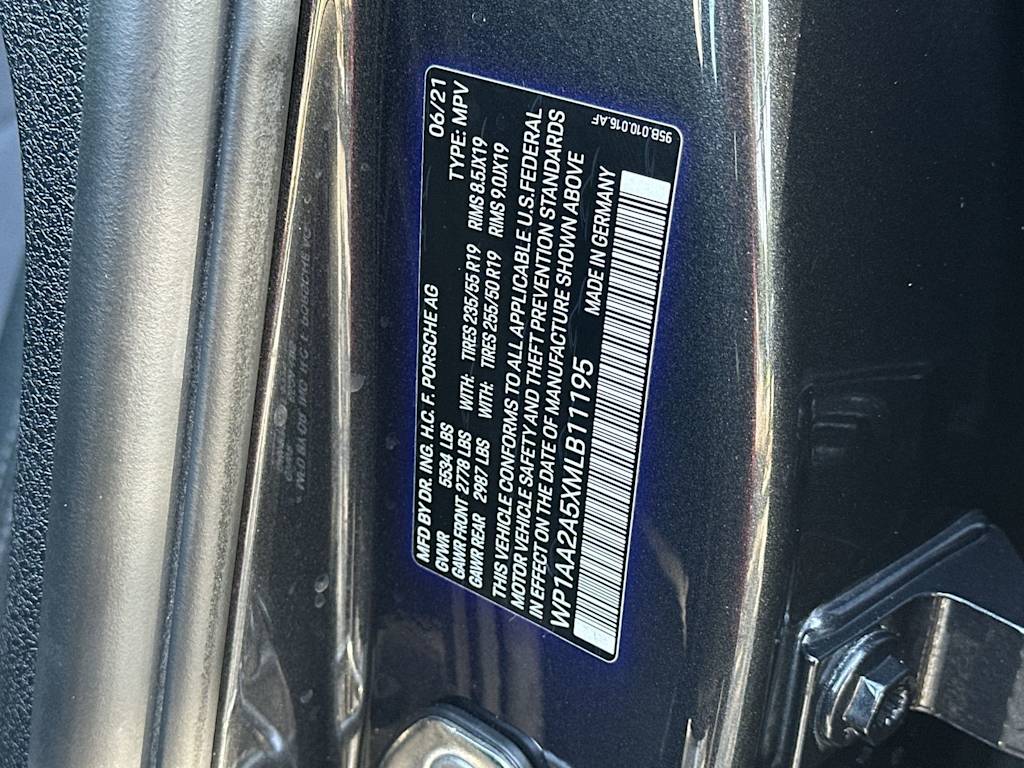 MFD BY DR. ING. H.C. F. PORSCHE AG 06/21
GVWR 5534 LBS TYPE: MPV
GAWR FRONT 2778 LBS WITH: TIRES 235/55 R19 RIMS 8.5JX19
GAWR REAR 2987 LBS WITH: TIRES 255/50 R19 RIMS 9.0JX19
THIS VEHICLE CONFORMS TO ALL APPLICABLE U.S. FEDERAL
MOTOR VEHICLE SAFETY AND THEFT PREVENTION STANDARDS
IN EFFECT ON THE DATE OF MANUFACTURE SHOWN ABOVE
WP1AA2A5XMLB11195 MADE IN GERMANY
95B.010.016.AF